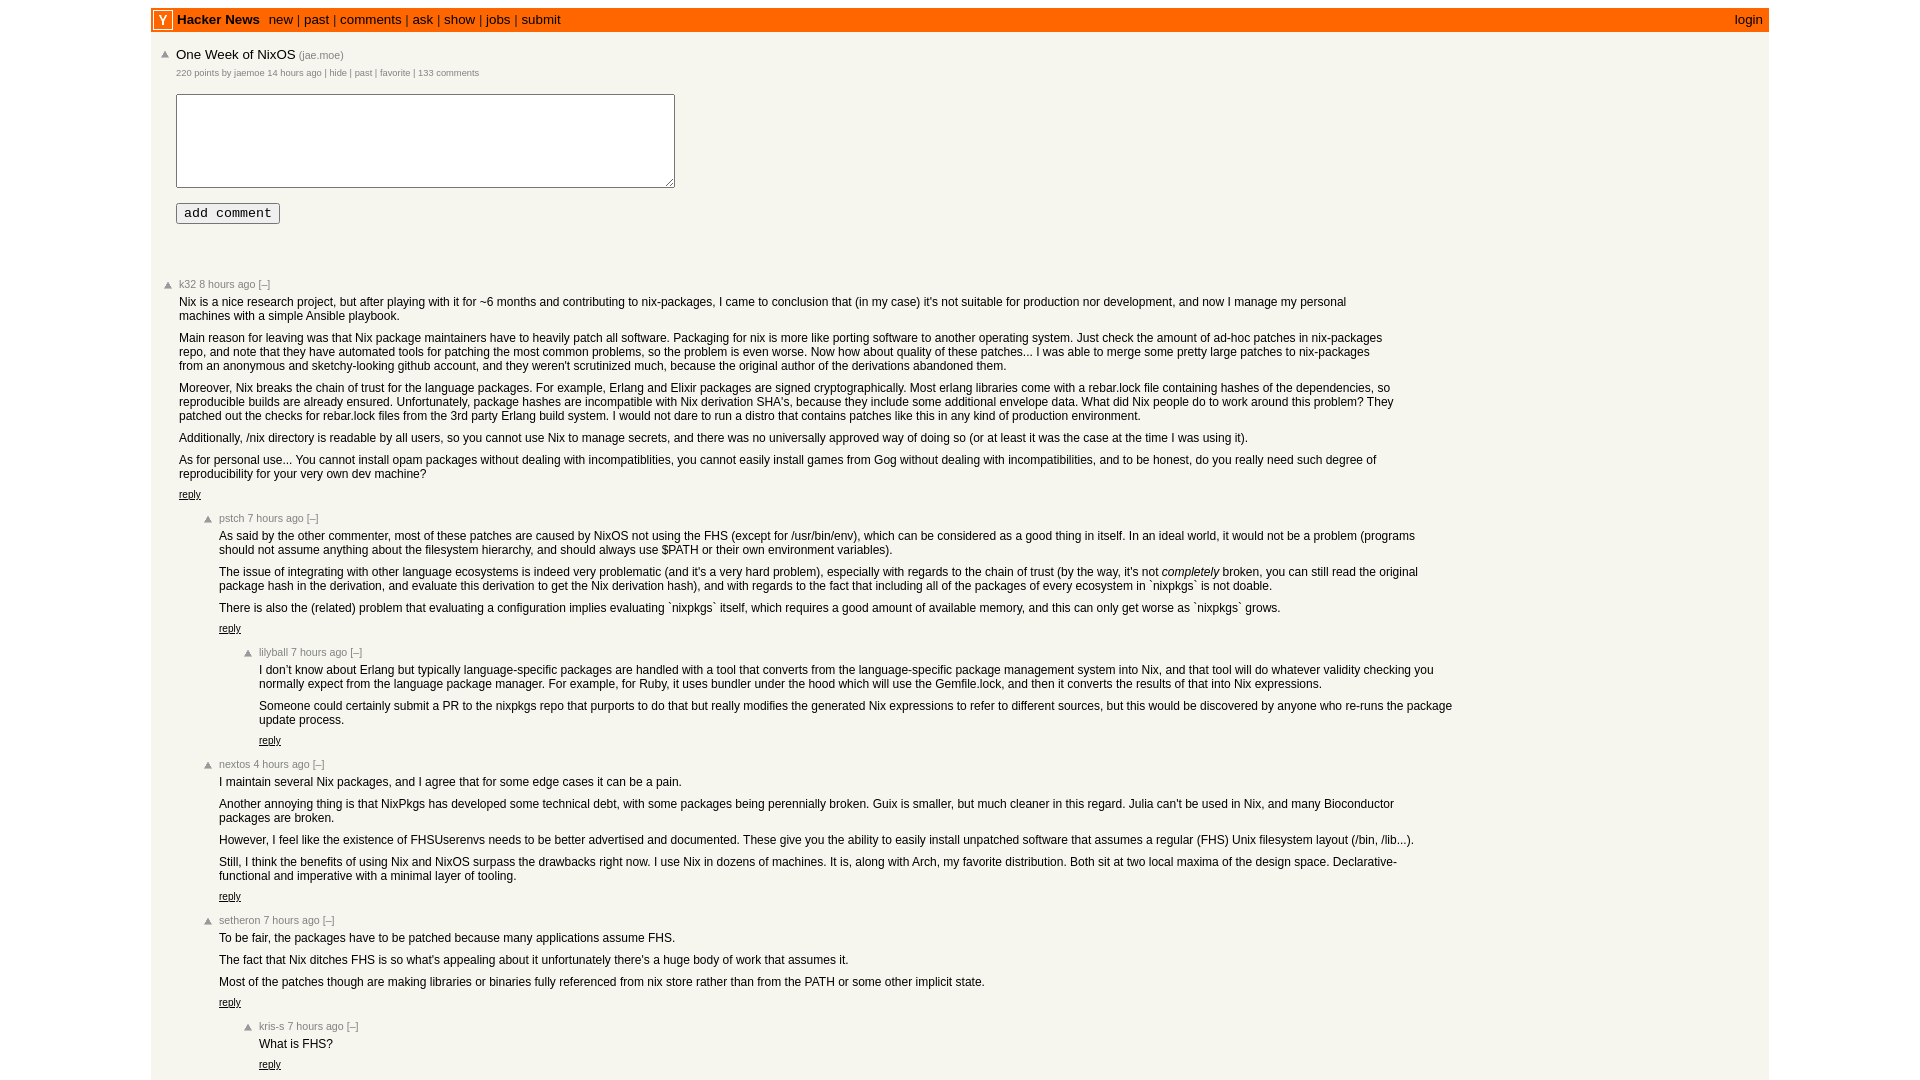 Y Hacker News new | past | comments | ask | show | jobs | submit login
One Week of NixOS (jae.moe)
220 points by jaemoe 14 hours ago | hide | past | favorite | 133 comments
add comment
k32 8 hours ago [–]
Nix is a nice research project, but after playing with it for ~6 months and contributing to nix-packages, I came to conclusion that (in my case) it's not suitable for production nor development, and now I manage my personal
machines with a simple Ansible playbook.
Main reason for leaving was that Nix package maintainers have to heavily patch all software. Packaging for nix is more like porting software to another operating system. Just check the amount of ad-hoc patches in nix-packages
repo, and note that they have automated tools for patching the most common problems, so the problem is even worse. Now how about quality of these patches... I was able to merge some pretty large patches to nix-packages
from an anonymous and sketchy-looking github account, and they weren't scrutinized much, because the original author of the derivations abandoned them.
Moreover, Nix breaks the chain of trust for the language packages. For example, Erlang and Elixir packages are signed cryptographically. Most erlang libraries come with a rebar.lock file containing hashes of the dependencies, so
reproducible builds are already ensured. Unfortunately, package hashes are incompatible with Nix derivation SHA's, because they include some additional envelope data. What did Nix people do to work around this problem? They
patched out the checks for rebar.lock files from the 3rd party Erlang build system. I would not dare to run a distro that contains patches like this in any kind of production environment.
Additionally, /nix directory is readable by all users, so you cannot use Nix to manage secrets, and there was no universally approved way of doing so (or at least it was the case at the time I was using it).
As for personal use... You cannot install opam packages without dealing with incompatiblities, you cannot easily install games from Gog without dealing with incompatibilities, and to be honest, do you really need such degree of
reproducibility for your very own dev machine?
reply
pstch 7 hours ago [–]
As said by the other commenter, most of these patches are caused by NixOS not using the FHS (except for /usr/bin/env), which can be considered as a good thing in itself. In an ideal world, it would not be a problem (programs
should not assume anything about the filesystem hierarchy, and should always use $PATH or their own environment variables).
The issue of integrating with other language ecosystems is indeed very problematic (and it's a very hard problem), especially with regards to the chain of trust (by the way, it's not completely broken, you can still read the original
package hash in the derivation, and evaluate this derivation to get the Nix derivation hash), and with regards to the fact that including all of the packages of every ecosystem in `nixpkgs` is not doable.
There is also the (related) problem that evaluating a configuration implies evaluating `nixpkgs` itself, which requires a good amount of available memory, and this can only get worse as `nixpkgs` grows.
reply
lilyball 7 hours ago [–]
I don’t know about Erlang but typically language-specific packages are handled with a tool that converts from the language-specific package management system into Nix, and that tool will do whatever validity checking you
normally expect from the language package manager. For example, for Ruby, it uses bundler under the hood which will use the Gemfile.lock, and then it converts the results of that into Nix expressions.
Someone could certainly submit a PR to the nixpkgs repo that purports to do that but really modifies the generated Nix expressions to refer to different sources, but this would be discovered by anyone who re-runs the package
update process.
reply
nextos 4 hours ago [–]
I maintain several Nix packages, and I agree that for some edge cases it can be a pain.
Another annoying thing is that NixPkgs has developed some technical debt, with some packages being perennially broken. Guix is smaller, but much cleaner in this regard. Julia can't be used in Nix, and many Bioconductor
packages are broken.
However, I feel like the existence of FHSUserenvs needs to be better advertised and documented. These give you the ability to easily install unpatched software that assumes a regular (FHS) Unix filesystem layout (/bin, /lib...).
Still, I think the benefits of using Nix and NixOS surpass the drawbacks right now. I use Nix in dozens of machines. It is, along with Arch, my favorite distribution. Both sit at two local maxima of the design space. Declarative-
functional and imperative with a minimal layer of tooling.
reply
setheron 7 hours ago [–]
To be fair, the packages have to be patched because many applications assume FHS.
The fact that Nix ditches FHS is so what's appealing about it unfortunately there's a huge body of work that assumes it.
Most of the patches though are making libraries or binaries fully referenced from nix store rather than from the PATH or some other implicit state.
reply
kris-s 7 hours ago [–]
What is FHS?
reply